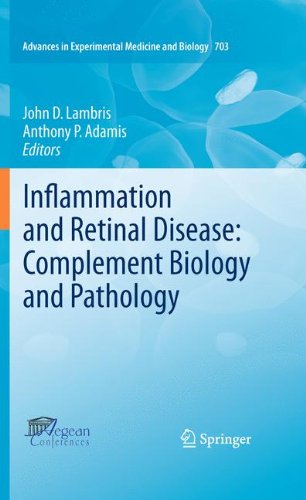 Advances in Experimental Medicine and Biology 703
John D. Lambris
Anthony P. Adamis
Editors
Inflammation
and Retinal Disease:
Complement Biology
and Pathology
Aegean
Conferences
Springer